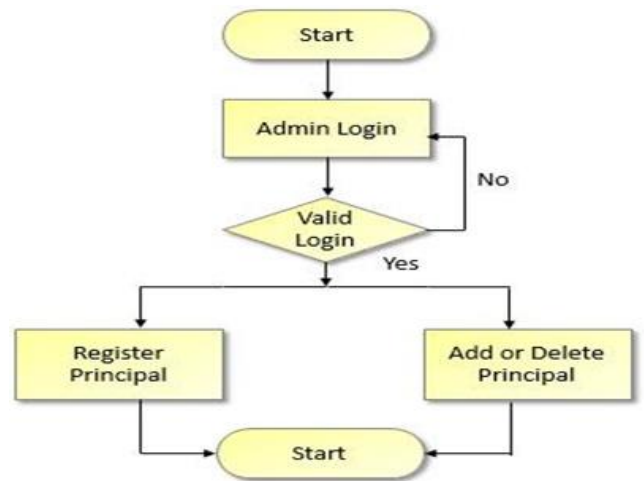 Start
Admin Login
No
Valid
Login
Yes
Register
Principal
Add or Delete
Principal
Start